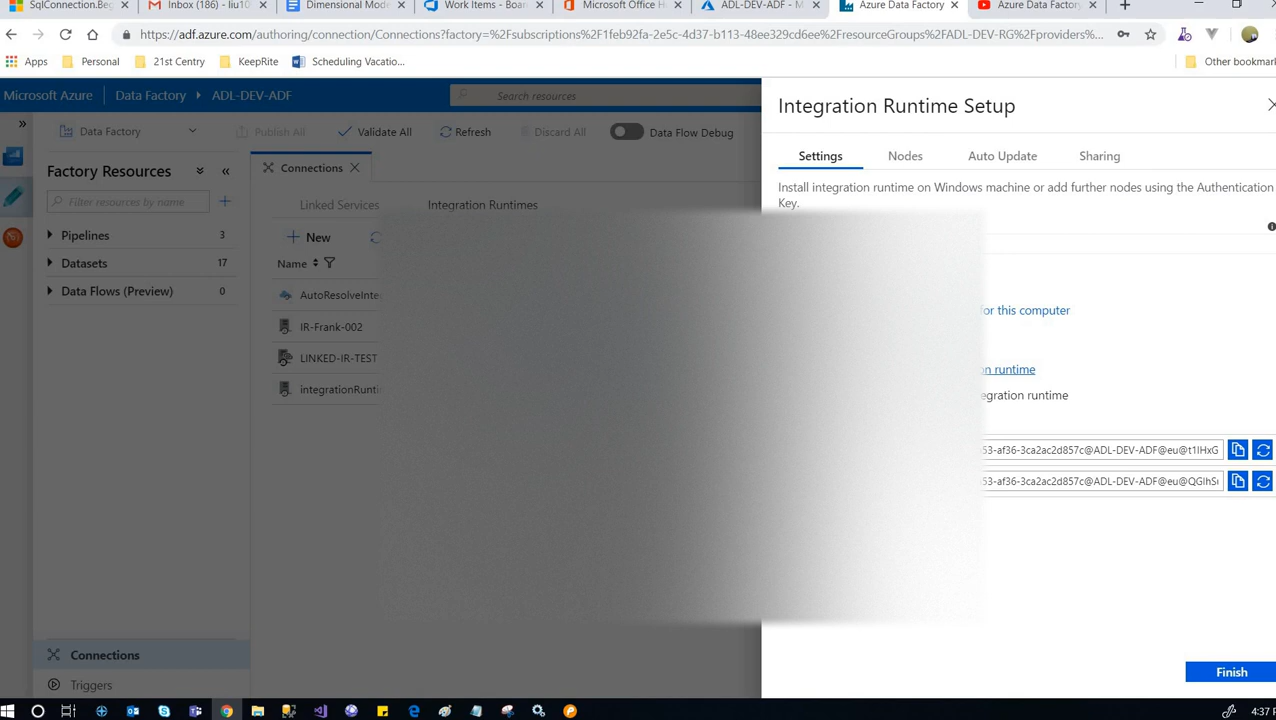 SqlConnection.Beg
Inbox (186) - liu10
Dimensional Mode
Work Items - Boar
Microsoft Office H
ADL-DEV-ADF - M
Azure Data Factory
Azure Data Factory
https://adf.azure.com/authoring/connection/Connections?factory=%2Fsubscriptions%2F1feb92fa-2e5c-4d37-b113-48ee329cd6ee%2FresourceGroups%2FADL-DEV-RG%2Fproviders%...
Apps
Personal
21st Centry
KeepRite
Scheduling Vacatio...
Other bookmar
Microsoft Azure
Data Factory
ADL-DEV-ADF
Search resources
Data Factory
Publish All
Validate All
Refresh
Discard All
Data Flow Debug
Factory Resources
Filter resources by name
Pipelines 3
Datasets 17
Data Flows (Preview) 0
Connections
Triggers
Connections
Linked Services
Integration Runtimes
New
Name
AutoResolveInte
IR-Frank-002
LINKED-IR-TEST
integrationRunti
Integration Runtime Setup
Settings
Nodes
Auto Update
Sharing
Install integration runtime on Windows machine or add further nodes using the Authentication
Key.
for this computer
on runtime
egration runtime
53-af36-3ca2ac2d857c@ADL-DEV-ADF@eu@t1IHxG
53-af36-3ca2ac2d857c@ADL-DEV-ADF@eu@QGIhS
Finish
4:37 P